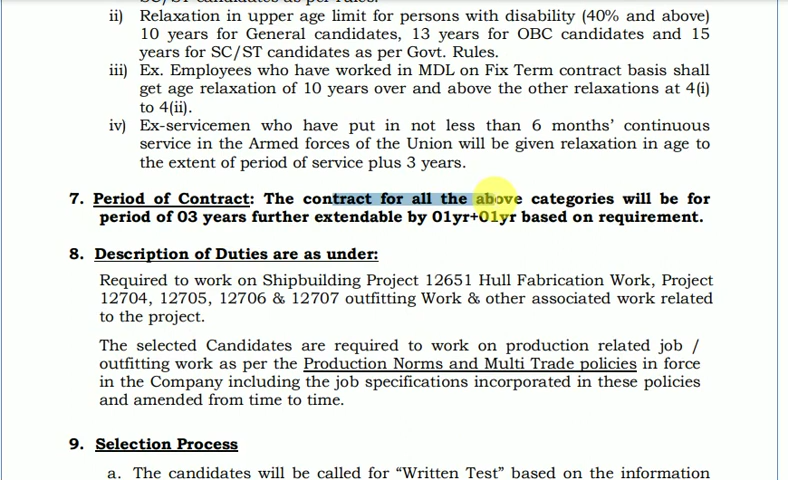 SC/ST candidates as per rules.
ii) Relaxation in upper age limit for persons with disability (40% and above)
10 years for General candidates, 13 years for OBC candidates and 15
years for SC/ST candidates as per Govt. Rules.
iii) Ex. Employees who have worked in MDL on Fix Term contract basis shall
get age relaxation of 10 years over and above the other relaxations at 4(i)
to 4(ii).
iv) Ex-servicemen who have put in not less than 6 months' continuous
service in the Armed forces of the Union will be given relaxation in age to
the extent of period of service plus 3 years.
7. Period of Contract: The contract for all the above categories will be for
period of 03 years further extendable by 01yr+01yr based on requirement.
8. Description of Duties are as under:
Required to work on Shipbuilding Project 12651 Hull Fabrication Work, Project
12704, 12705, 12706 & 12707 outfitting Work & other associated work related
to the project.
The selected Candidates are required to work on production related job /
outfitting work as per the Production Norms and Multi Trade policies in force
in the Company including the job specifications incorporated in these policies
and amended from time to time.
9. Selection Process
a. The candidates will be called for "Written Test" based on the information